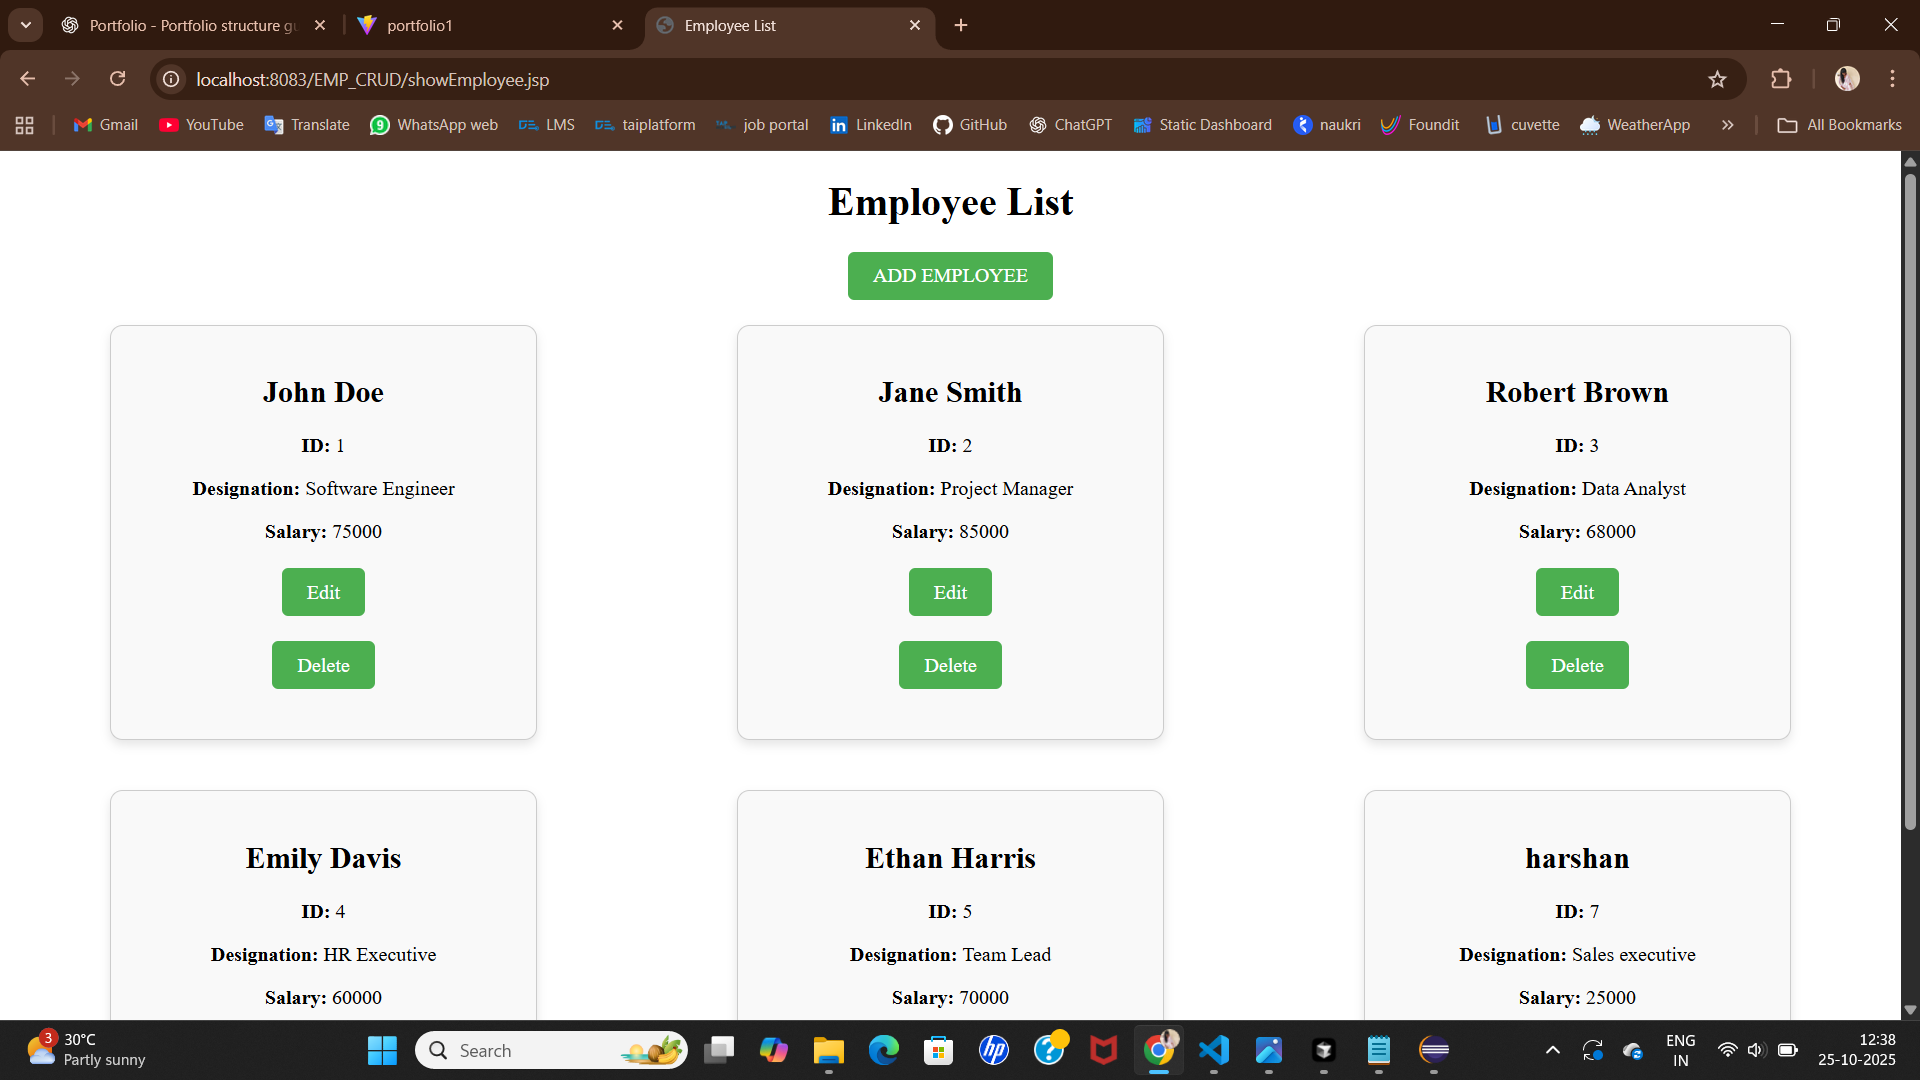 Portfolio - Portfolio structure gu
portfolio1
Employee List
localhost:8083/EMP_CRUD/showEmployee.jsp
Gmail
YouTube
Translate
9
WhatsApp web
LMS
taiplatform
job portal
LinkedIn
GitHub
ChatGPT
Static Dashboard
naukri
Foundit
cuvette
WeatherApp
All Bookmarks
Employee List
ADD EMPLOYEE
John Doe
ID: 1
Designation: Software Engineer
Salary: 75000
Edit
Delete
Jane Smith
ID: 2
Designation: Project Manager
Salary: 85000
Edit
Delete
Robert Brown
ID: 3
Designation: Data Analyst
Salary: 68000
Edit
Delete
Emily Davis
ID: 4
Designation: HR Executive
Salary: 60000
Ethan Harris
ID: 5
Designation: Team Lead
Salary: 70000
harshan
ID: 7
Designation: Sales executive
Salary: 25000
3
30°C
Partly sunny
Search
hp
?
ENG
IN
12:38
25-10-2025